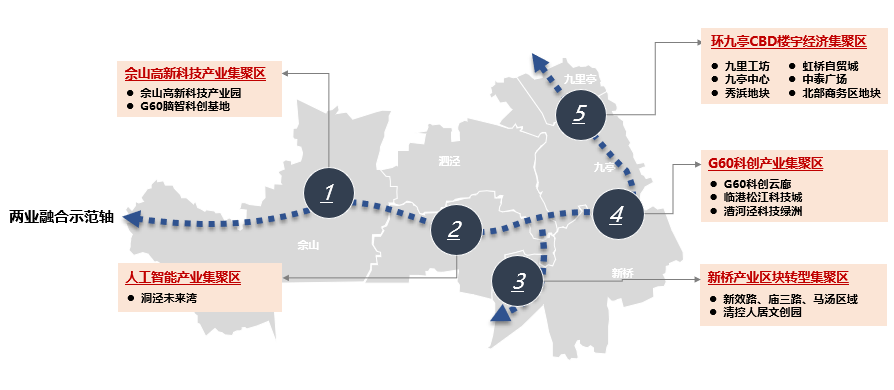 环九亭CBD楼宇经济集聚区
九里工坊
虹桥自贸城
九亭中心
中泰广场
秀浜地块
北部商务区地块
佘山高新科技产业集聚区
佘山高新科技产业园
G60脑智科创基地
九里亭
5
泗泾
九亭
G60科创产业集聚区
G60科创云廊
临港松江科技城
漕河泾科技绿洲
1
2
4
两业融合示范轴
佘山
人工智能产业集聚区
洞泾未来湾
3
新桥
新桥产业区块转型集聚区
新效路、庙三路、马汤区域
清控人居文创园